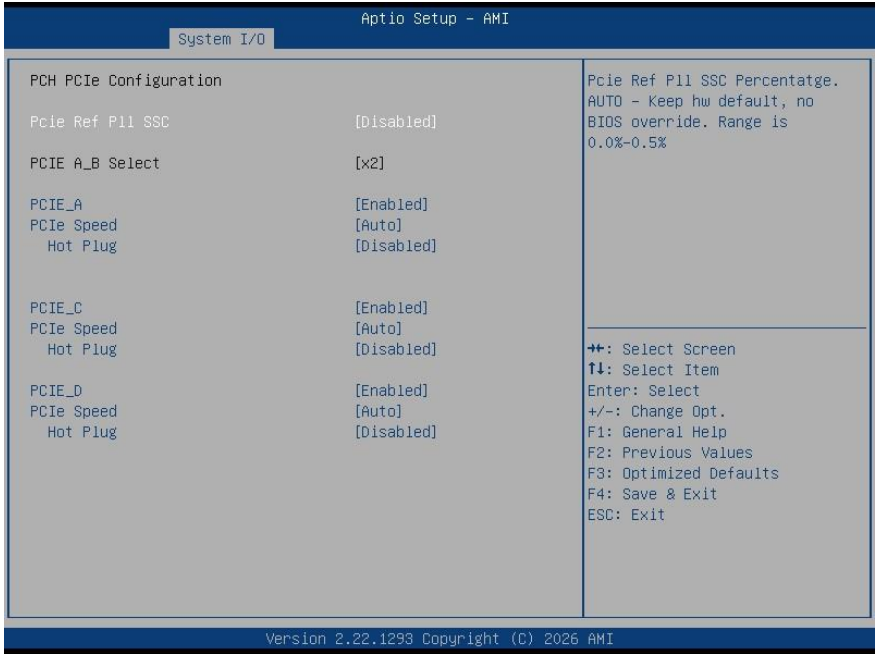 Aptio Setup - AMI
System I/O
PCH PCIe Configuration
Pcie Ref Pll SSC [Disabled]
PCIE A_B Select [x2]
PCIE_A [Enabled]
PCIe Speed [Auto]
Hot Plug [Disabled]
PCIE_C [Enabled]
PCIe Speed [Auto]
Hot Plug [Disabled]
PCIE_D [Enabled]
PCIe Speed [Auto]
Hot Plug [Disabled]
Pcie Ref Pll SSC Percentatge.
AUTO - Keep hw default, no
BIOS override. Range is
0.0%-0.5%
→←: Select Screen
↑↓: Select Item
Enter: Select
+/-: Change Opt.
F1: General Help
F2: Previous Values
F3: Optimized Defaults
F4: Save & Exit
ESC: Exit
Version 2.22.1293 Copyright (C) 2026 AMI